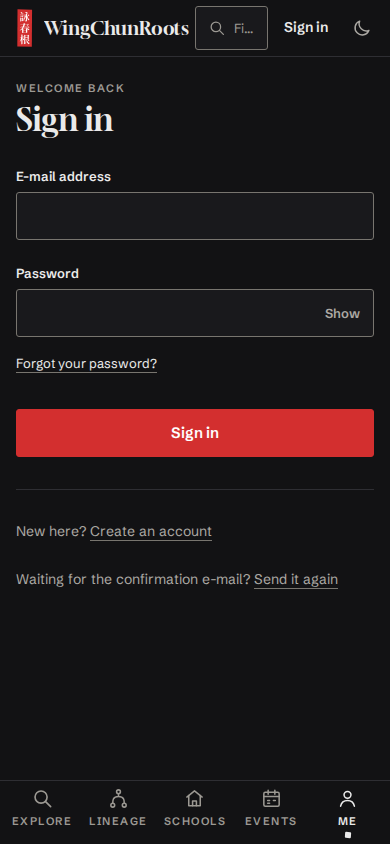 詠春根
WingChunRoots
Fi...
Sign in
WELCOME BACK
Sign in
E-mail address
Password
Show
Forgot your password?
Sign in
New here? Create an account
Waiting for the confirmation e-mail? Send it again
EXPLORE
LINEAGE
SCHOOLS
EVENTS
ME